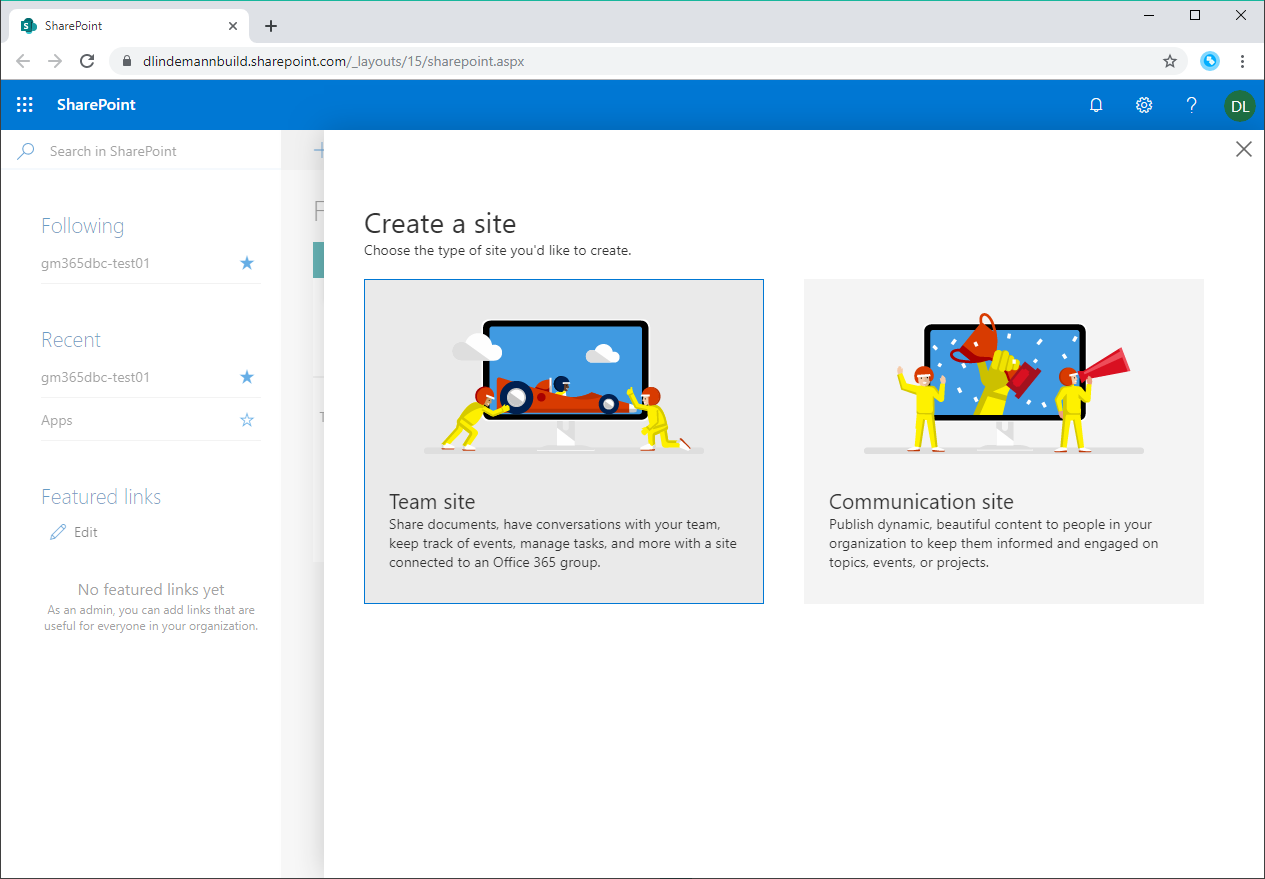 SharePoint
dlindemannbuild.sharepoint.com/_layouts/15/sharepoint.aspx
SharePoint
DL
Search in SharePoint
Following
gm365dbc-test01
Recent
gm365dbc-test01
Apps
Featured links
Edit
No featured links yet
As an admin, you can add links that are
useful for everyone in your organization.
Create a site
Choose the type of site you'd like to create.
Team site
Share documents, have conversations with your team,
keep track of events, manage tasks, and more with a site
connected to an Office 365 group.
Communication site
Publish dynamic, beautiful content to people in your
organization to keep them informed and engaged on
topics, events, or projects.